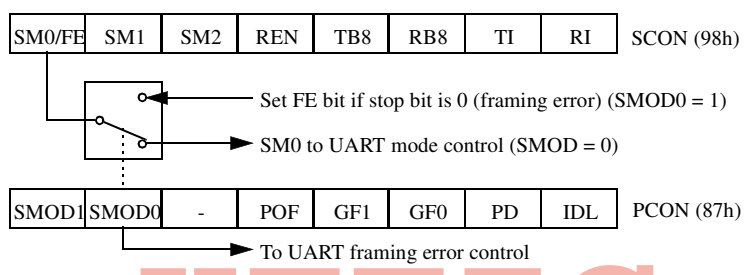 SM0/FE SM1 SM2 REN TB8 RB8 TI RI SCON (98h)
Set FE bit if stop bit is 0 (framing error) (SMOD0 = 1)
SM0 to UART mode control (SMOD = 0)
SMOD1 SMOD0 - POF GF1 GF0 PD IDL PCON (87h)
To UART framing error control